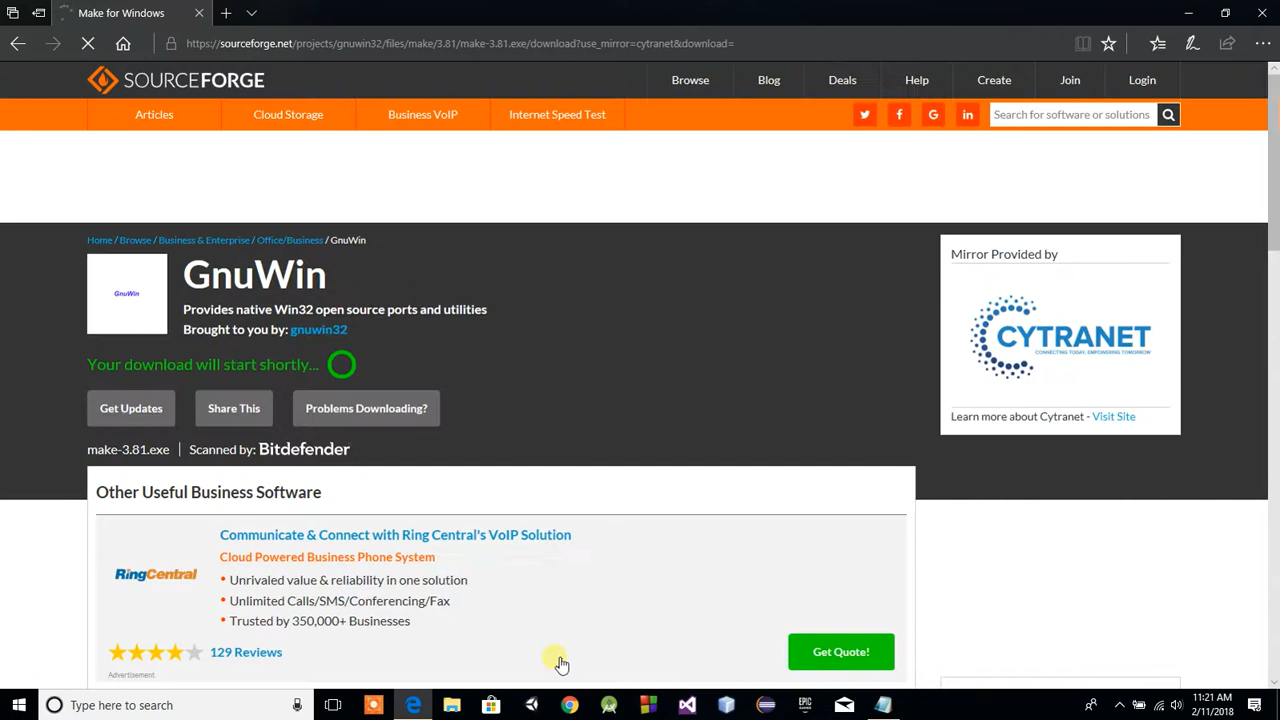 Make for Windows
https://sourceforge.net/projects/gnuwin32/files/make/3.81/make-3.81.exe/download?use_mirror=cytranet&download=
SOURCEFORGE
Browse Blog Deals Help Create Join Login
Articles Cloud Storage Business VoIP Internet Speed Test
Search for software or solutions
Home / Browse / Business & Enterprise / Office/Business / GnuWin
GnuWin
GnuWin
Provides native Win32 open source ports and utilities
Brought to you by: gnuwin32
Your download will start shortly...
Get Updates Share This Problems Downloading?
make-3.81.exe Scanned by: Bitdefender
Mirror Provided by
CYTRANET
CONNECTING TODAY, EMPOWERING TOMORROW
Learn more about Cytranet - Visit Site
Other Useful Business Software
RingCentral
Communicate & Connect with Ring Central's VoIP Solution
Cloud Powered Business Phone System
• Unrivaled value & reliability in one solution
• Unlimited Calls/SMS/Conferencing/Fax
• Trusted by 350,000+ Businesses
129 Reviews
Get Quote!
Advertisement
Type here to search
EPIC GAMES
11:21 AM
2/11/2018